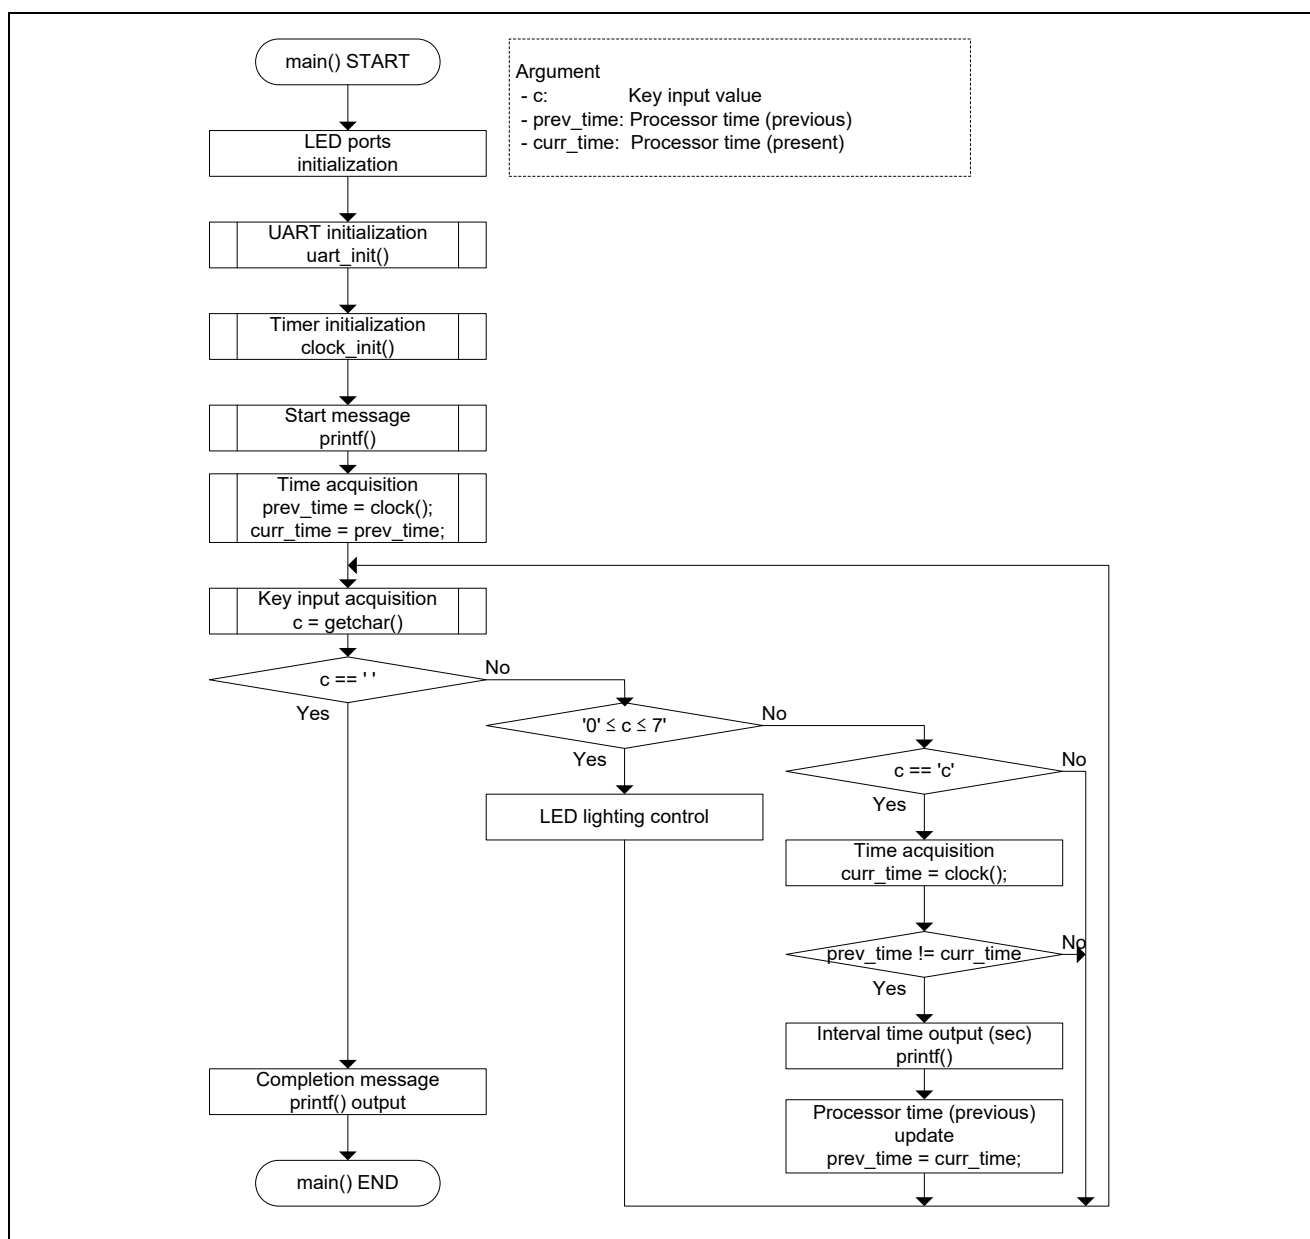 main() START
Argument
- c: Key input value
- prev_time: Processor time (previous)
- curr_time: Processor time (present)
LED ports
initialization
UART initialization
uart_init()
Timer initialization
clock_init()
Start message
printf()
Time acquisition
prev_time = clock();
curr_time = prev_time;
Key input acquisition
c = getchar()
c == ' '
No
Yes
'0' ≤ c ≤ 7'
No
Yes
LED lighting control
c == 'c'
No
Yes
Time acquisition
curr_time = clock();
prev_time != curr_time
No
Yes
Interval time output (sec)
printf()
Processor time (previous)
update
prev_time = curr_time;
Completion message
printf() output
main() END